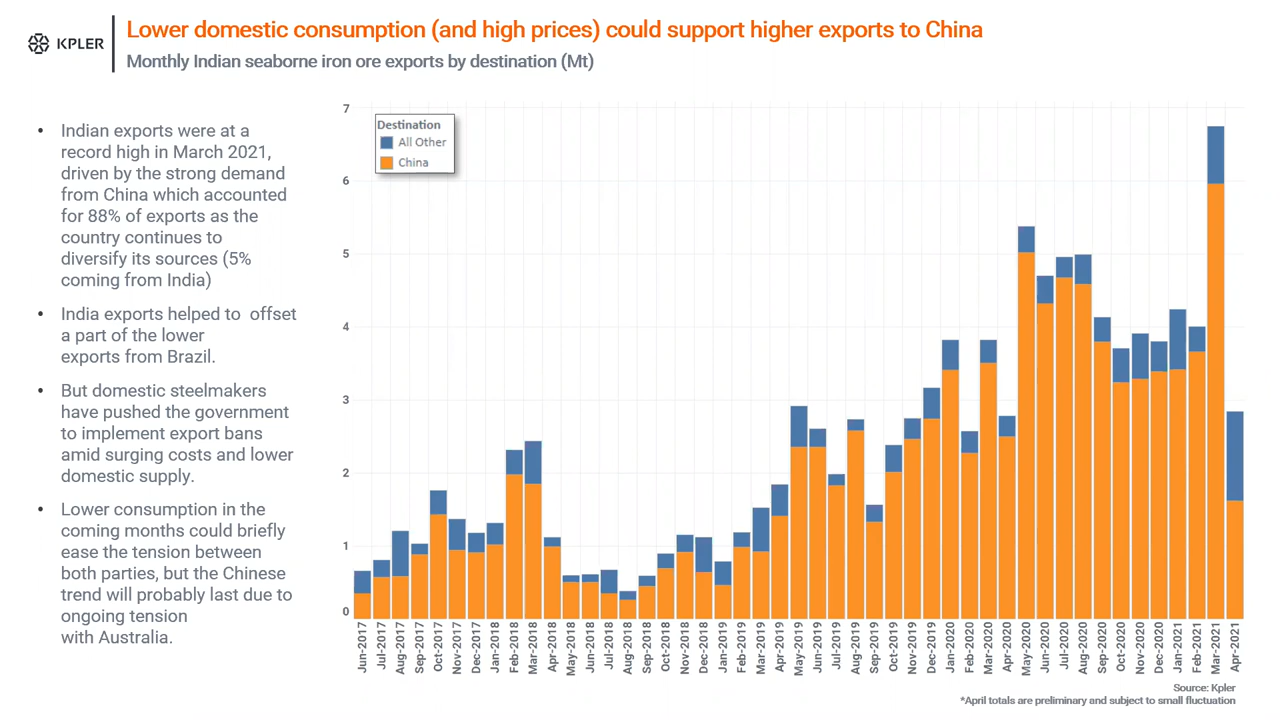 Lower domestic consumption (and high prices) could support higher exports to China
KPLER
Monthly Indian seaborne iron ore exports by destination (Mt)
• Indian exports were at a
record high in March 2021,
driven by the strong demand
from China which accounted
for 88% of exports as the
country continues to
diversify its sources (5%
coming from India)
• India exports helped to offset
a part of the lower
exports from Brazil.
• But domestic steelmakers
have pushed the government
to implement export bans
amid surging costs and lower
domestic supply.
• Lower consumption in the
coming months could briefly
ease the tension between
both parties, but the Chinese
trend will probably last due to
ongoing tension
with Australia.
Destination
All Other
China
7
6
5
4
3
2
1
0
Jun-2017
Jul-2017
Aug-2017
Sep-2017
Oct-2017
Nov-2017
Dec-2017
Jan-2018
Feb-2018
Mar-2018
Apr-2018
May-2018
Jun-2018
Jul-2018
Aug-2018
Sep-2018
Oct-2018
Nov-2018
Dec-2018
Jan-2019
Feb-2019
Mar-2019
Apr-2019
May-2019
Jun-2019
Jul-2019
Aug-2019
Sep-2019
Oct-2019
Nov-2019
Dec-2019
Jan-2020
Feb-2020
Mar-2020
Apr-2020
May-2020
Jun-2020
Jul-2020
Aug-2020
Sep-2020
Oct-2020
Nov-2020
Dec-2020
Jan-2021
Feb-2021
Mar-2021
Apr-2021
Source: Kpler
*April totals are preliminary and subject to small fluctuation